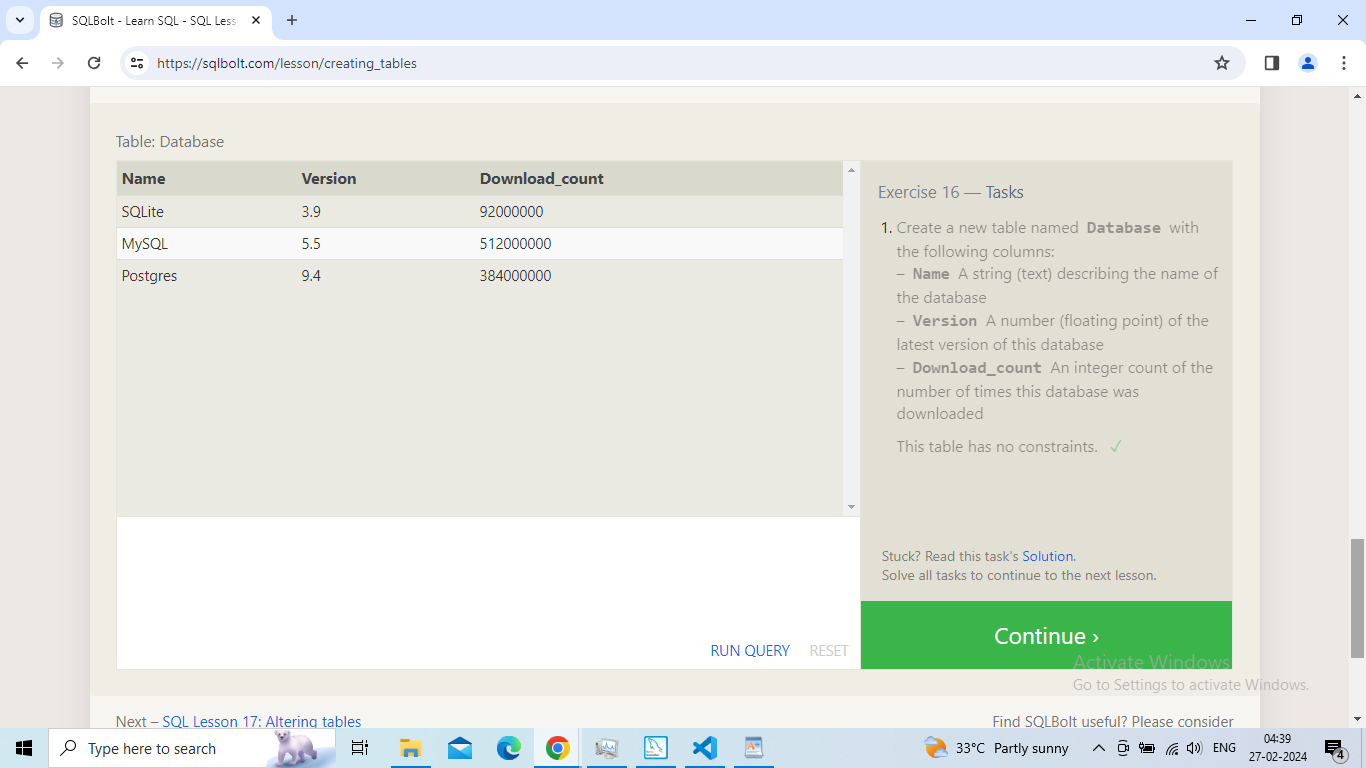 SQLBolt - Learn SQL - SQL Less
https://sqlbolt.com/lesson/creating_tables
Table: Database
Name Version Download_count
SQLite 3.9 92000000
MySQL 5.5 512000000
Postgres 9.4 384000000
RUN QUERY RESET
Exercise 16 — Tasks
1. Create a new table named Database with
the following columns:
– Name A string (text) describing the name of
the database
– Version A number (floating point) of the
latest version of this database
– Download_count An integer count of the
number of times this database was
downloaded
This table has no constraints. ✓
Stuck? Read this task's Solution.
Solve all tasks to continue to the next lesson.
Continue ›
Activate Windows
Go to Settings to activate Windows.
Next – SQL Lesson 17: Altering tables
Find SQLBolt useful? Please consider
Type here to search
33°C Partly sunny
ENG
04:39
27-02-2024
4